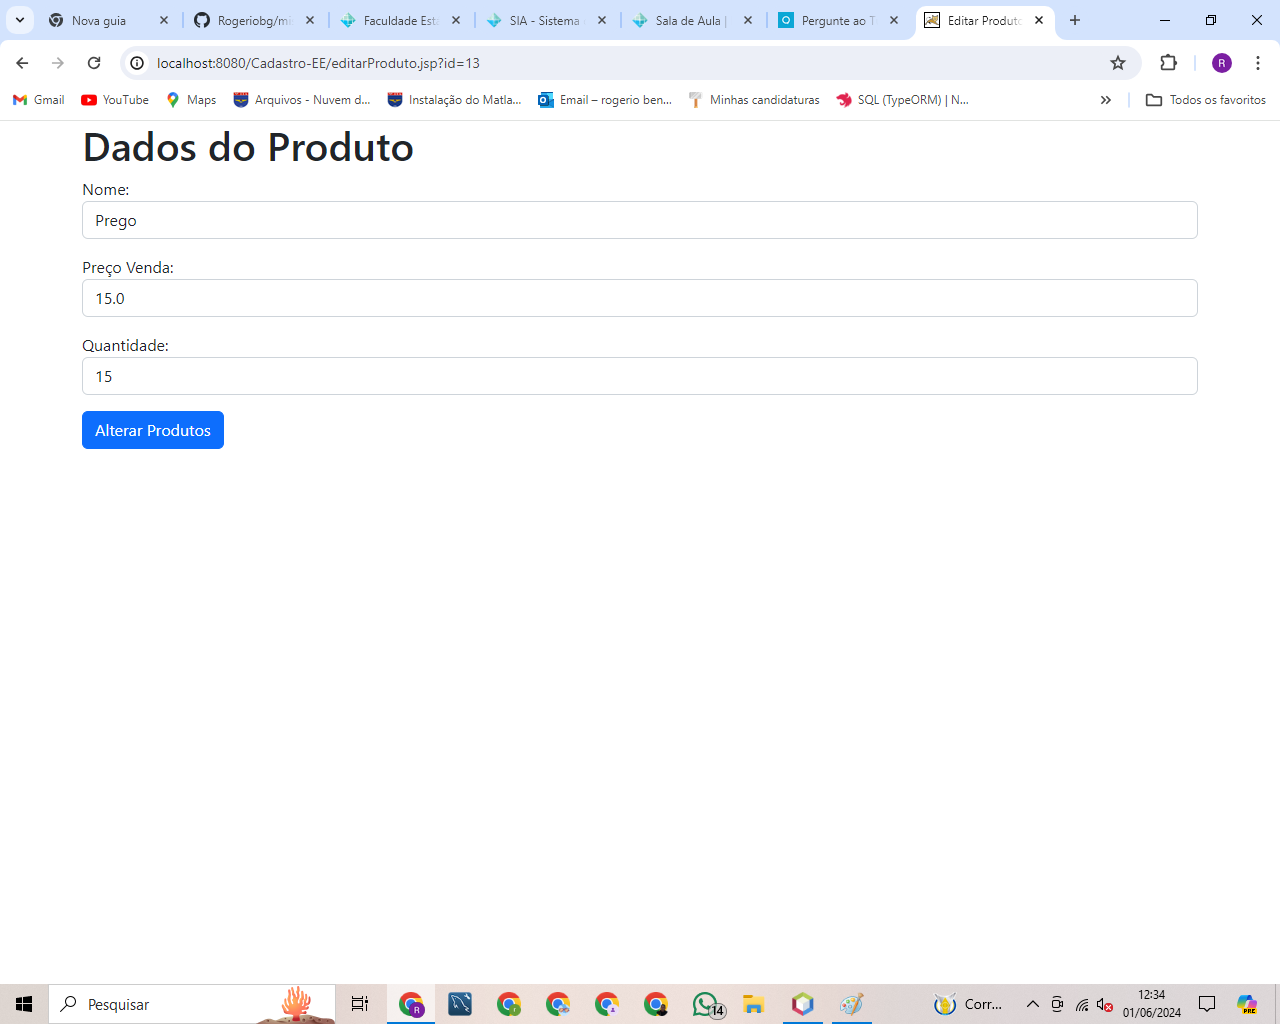 Nova guia
Rogeriobg/mi
Faculdade Est
SIA - Sistema
Sala de Aula |
Pergunte ao T
Editar Produto
localhost:8080/Cadastro-EE/editarProduto.jsp?id=13
R
Gmail
YouTube
Maps
Arquivos - Nuvem d...
Instalação do Matla...
Email – rogerio ben...
Minhas candidaturas
SQL (TypeORM) | N...
Todos os favoritos
Dados do Produto
Nome:
Prego
Preço Venda:
15.0
Quantidade:
15
Alterar Produtos
Pesquisar
R
14
Corr...
12:34
01/06/2024
PRE